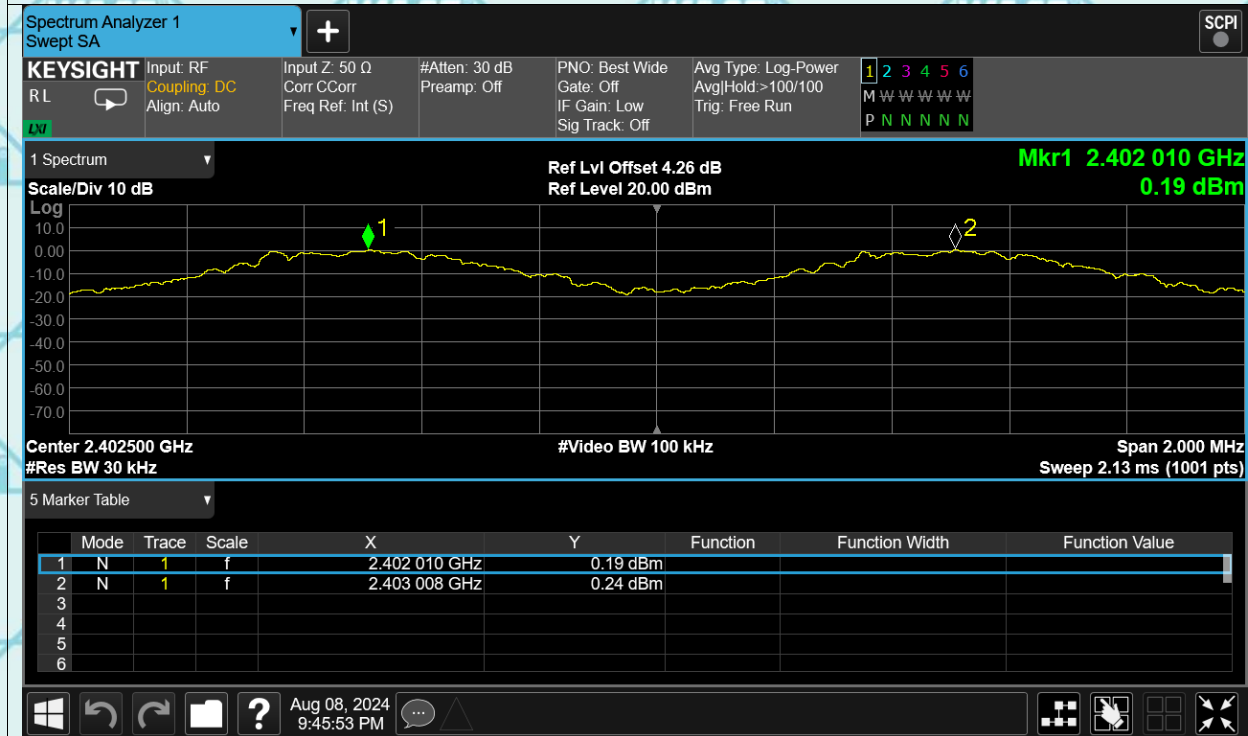 Spectrum Analyzer 1
Swept SA
+
SCPI
KEYSIGHT
RL
LXI
Input: RF
Coupling: DC
Align: Auto
Input Z: 50 Ω
Corr CCorr
Freq Ref: Int (S)
#Atten: 30 dB
Preamp: Off
PNO: Best Wide
Gate: Off
IF Gain: Low
Sig Track: Off
Avg Type: Log-Power
Avg|Hold:>100/100
Trig: Free Run
1 2 3 4 5 6
M W W W W W
P N N N N N
1 Spectrum
Scale/Div 10 dB
Log
Ref Lvl Offset 4.26 dB
Ref Level 20.00 dBm
Mkr1 2.402 010 GHz
0.19 dBm
10.0
0.00
-10.0
-20.0
-30.0
-40.0
-50.0
-60.0
-70.0
1
2
Center 2.402500 GHz
#Res BW 30 kHz
#Video BW 100 kHz
Span 2.000 MHz
Sweep 2.13 ms (1001 pts)
5 Marker Table
Mode Trace Scale X Y Function Function Width Function Value
1 N 1 f 2.402 010 GHz 0.19 dBm
2 N 1 f 2.403 008 GHz 0.24 dBm
3
4
5
6
?
Aug 08, 2024
9:45:53 PM